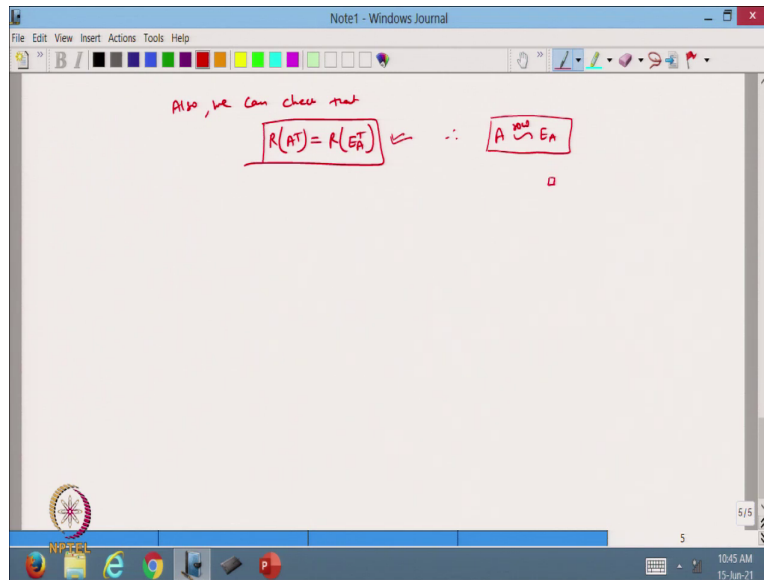 Note1 - Windows Journal
File Edit View Insert Actions Tools Help
B I
Also, we can check that
R(Aᵀ) = R(E_Aᵀ) ✓ ∴ A row∽ E_A
5/5
5
NPTEL
10:45 AM
15-Jun-21